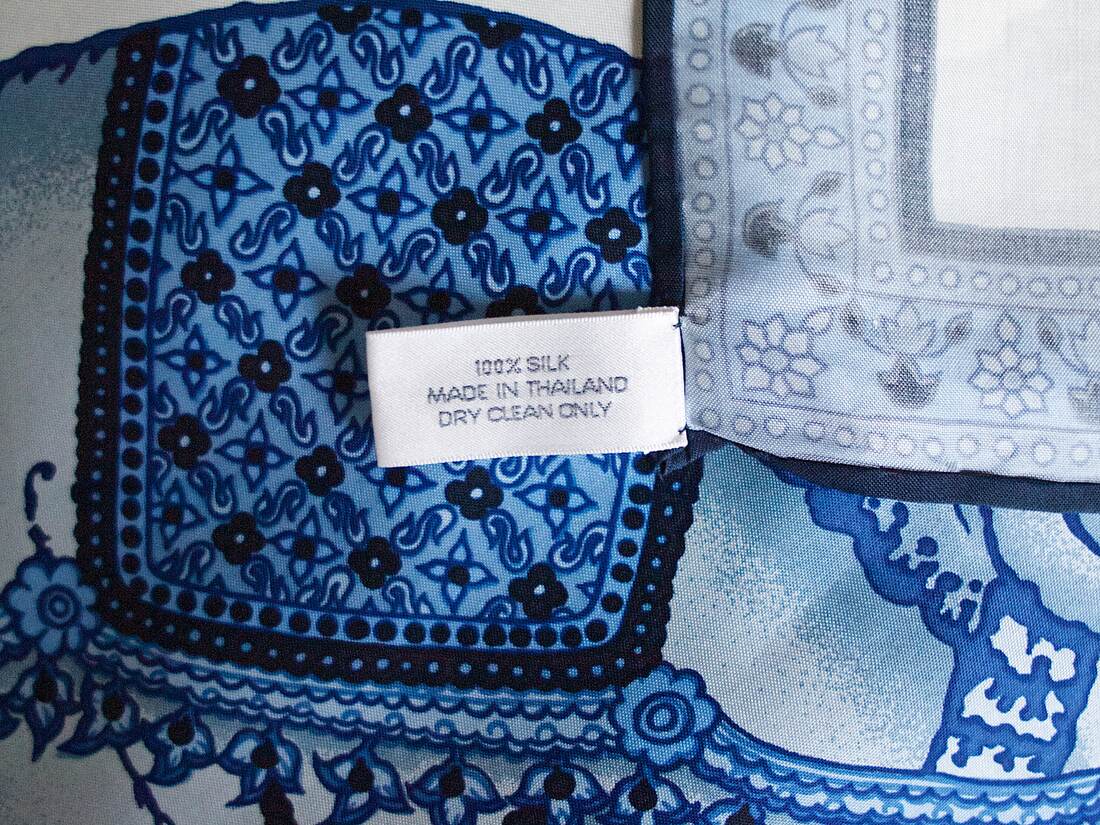 100% SILK
MADE IN THAILAND
DRY CLEAN ONLY